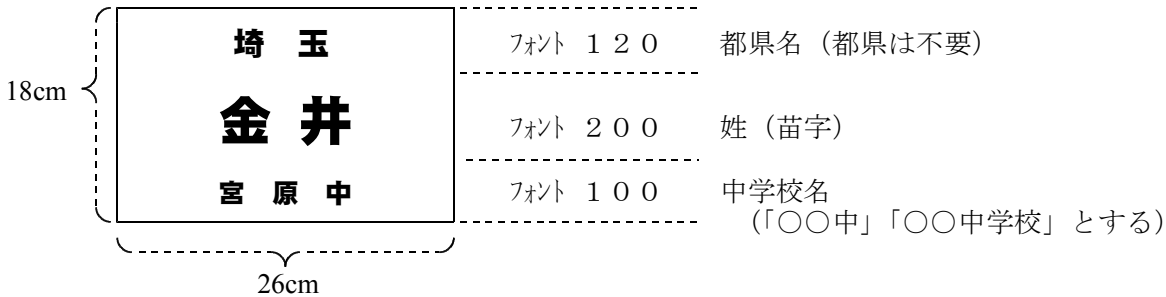 埼 玉 ﾌｫﾝﾄ １２０ 都県名（都県は不要）
18cm
金 井 ﾌｫﾝﾄ ２００ 姓（苗字）
宮 原 中 ﾌｫﾝﾄ １００ 中学校名
（「○○中」「○○中学校」とする）
26cm